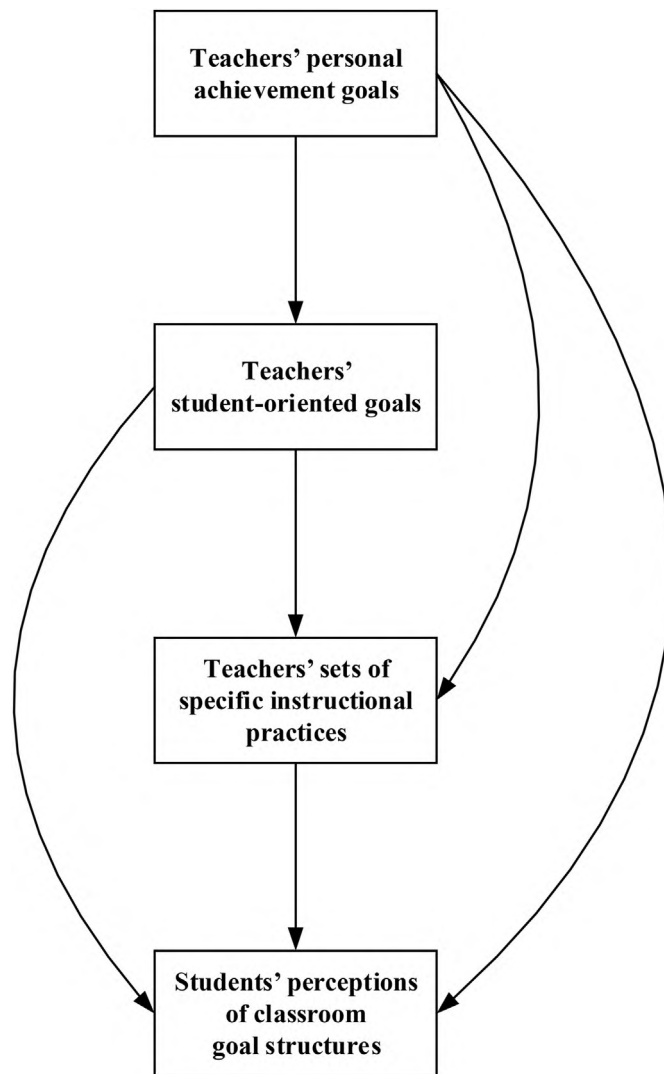 Teachers’ personal
achievement goals
Teachers’
student-oriented goals
Teachers’ sets of
specific instructional
practices
Students’ perceptions
of classroom
goal structures